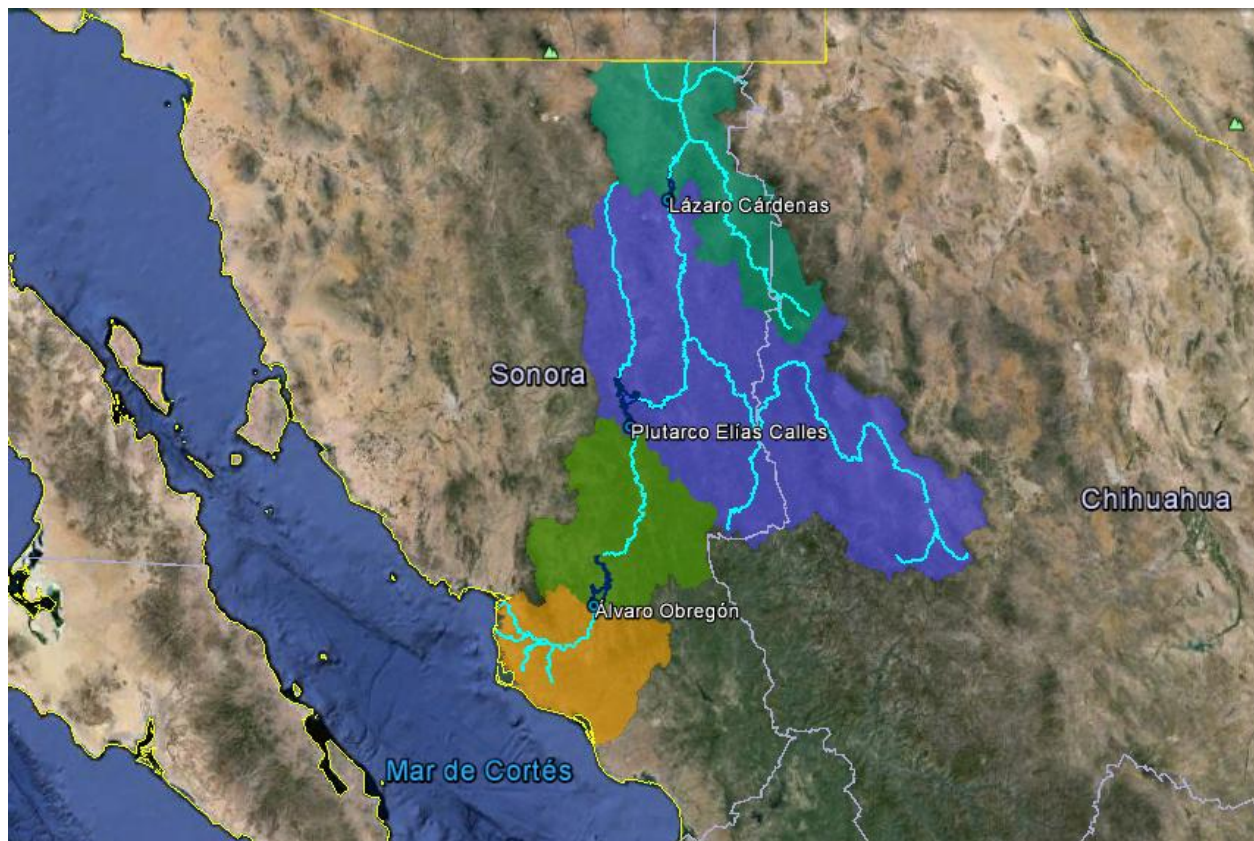 Lázaro Cárdenas
Sonora
Plutarco Elías Calles
Chihuahua
Álvaro Obregón
Mar de Cortés